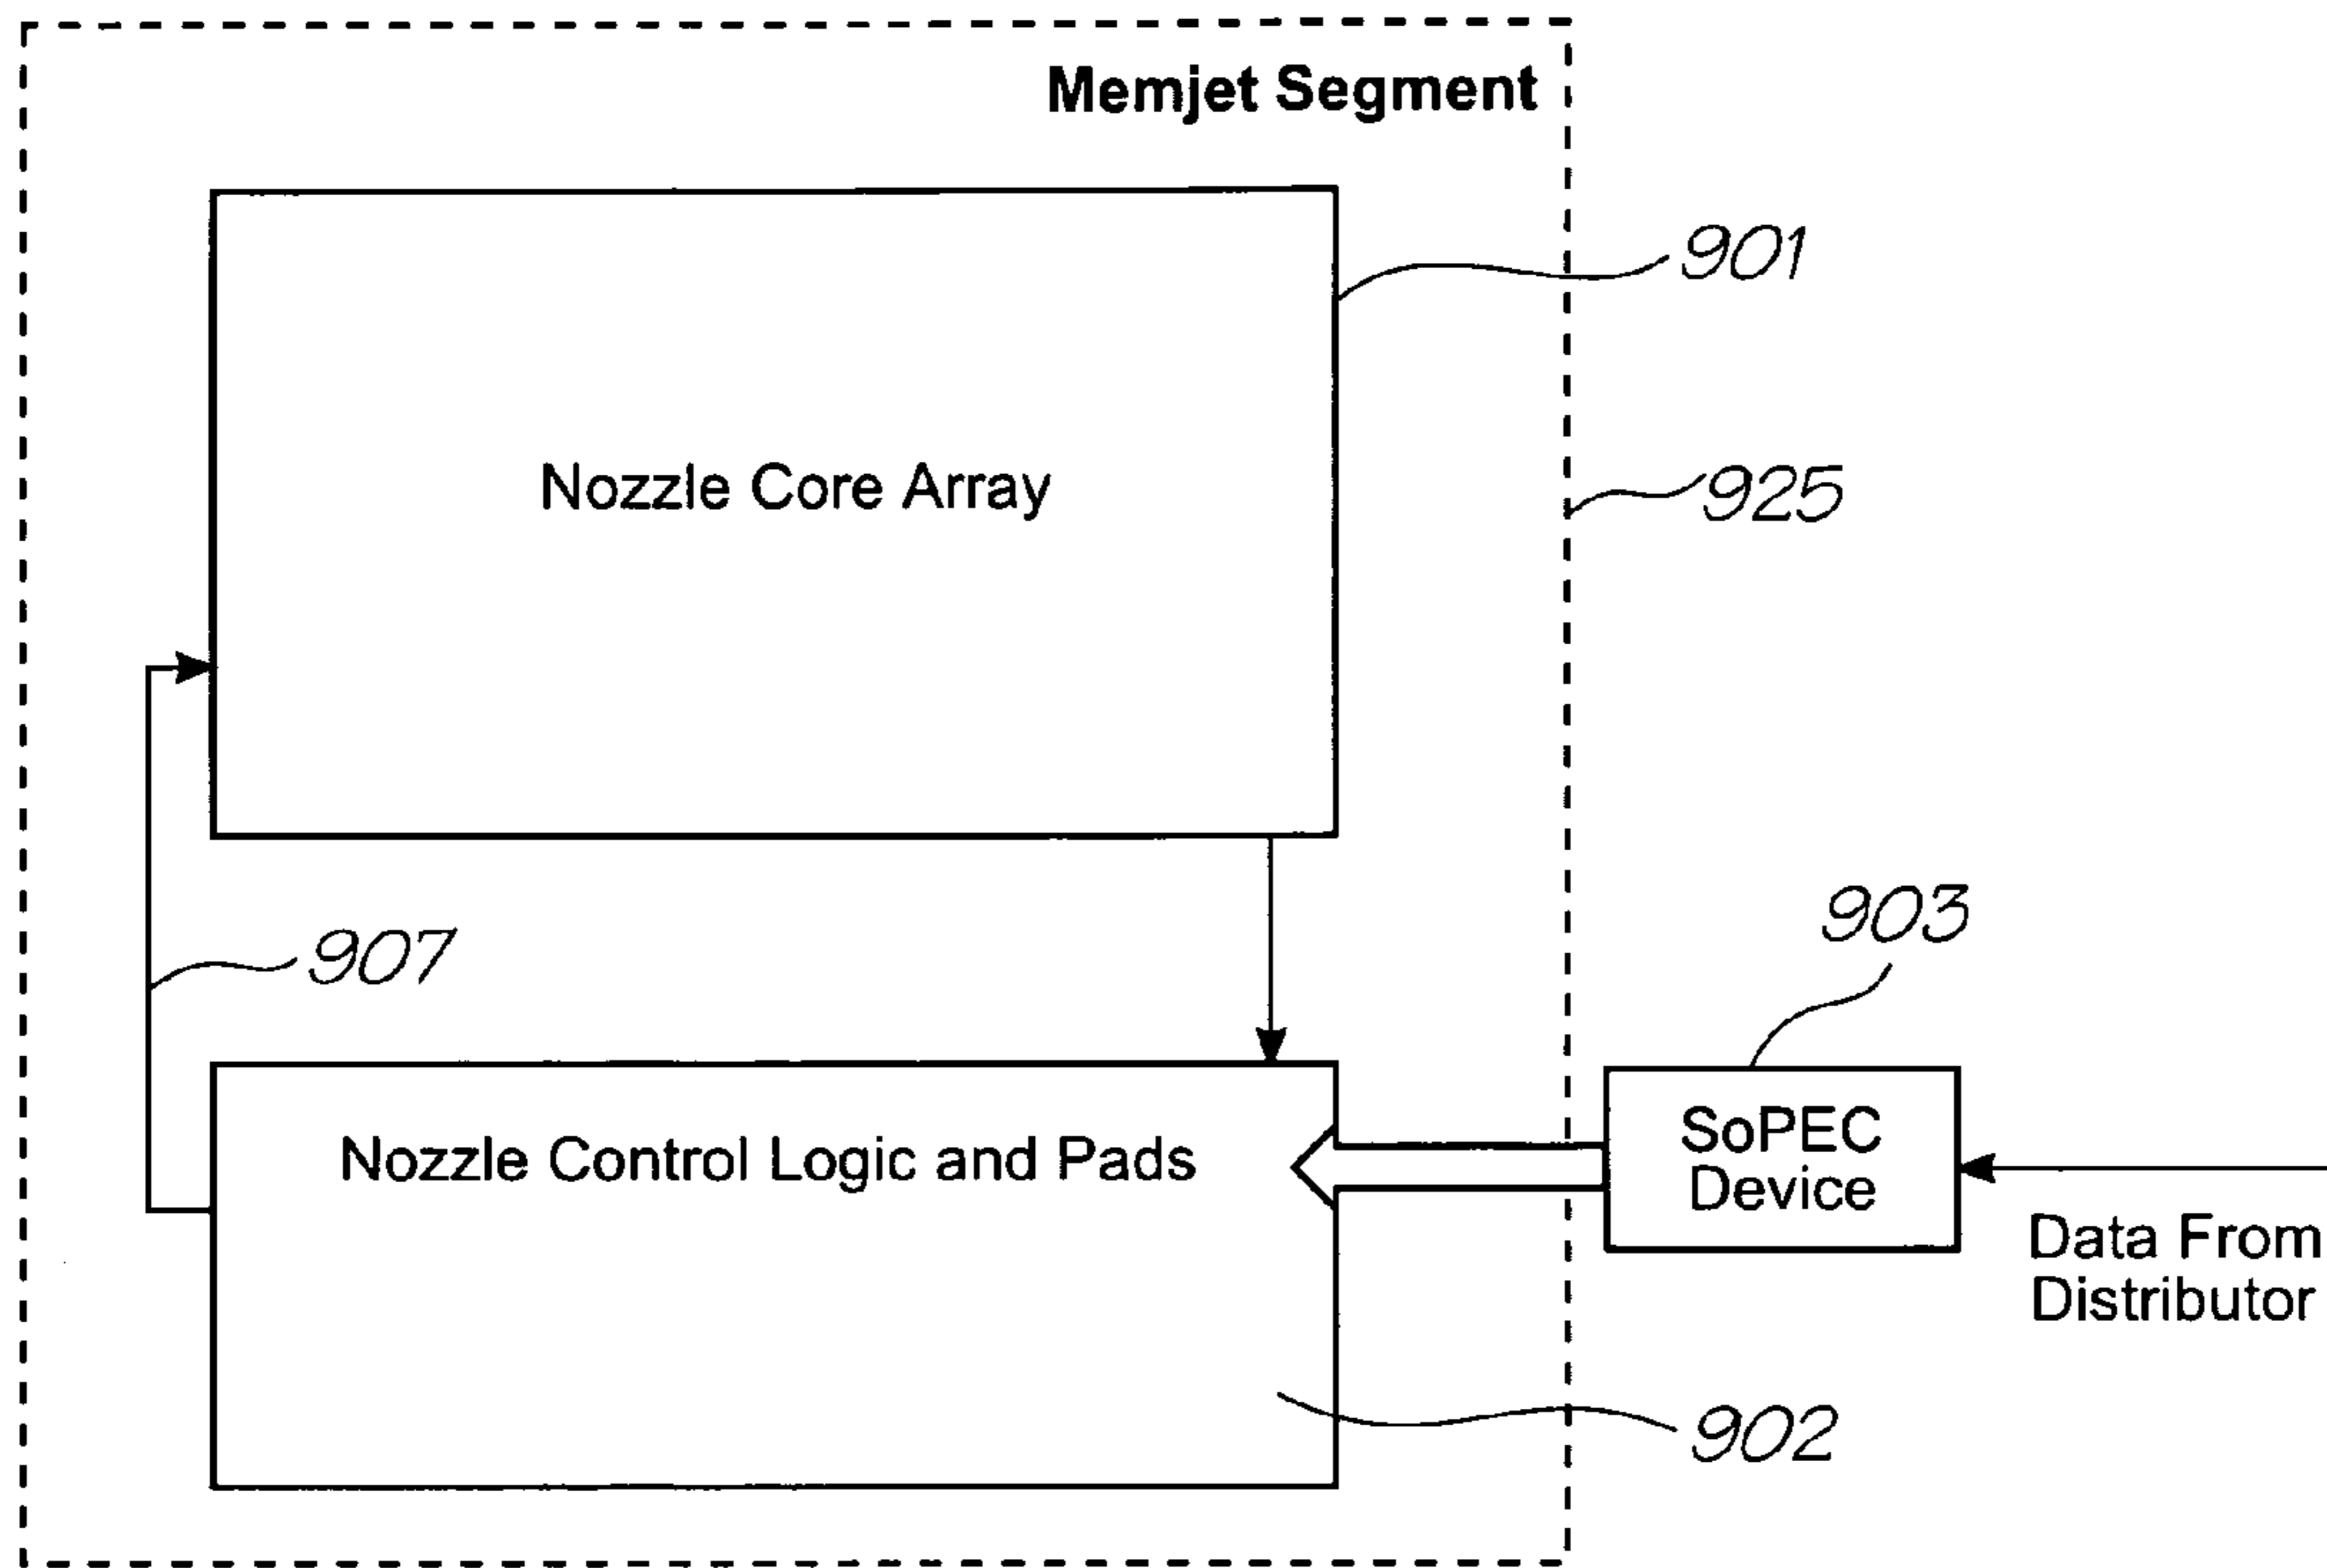 Memjet Segment
901
Nozzle Core Array
925
903
907
SoPEC
Device
Nozzle Control Logic and Pads
Data From
Distributor
902